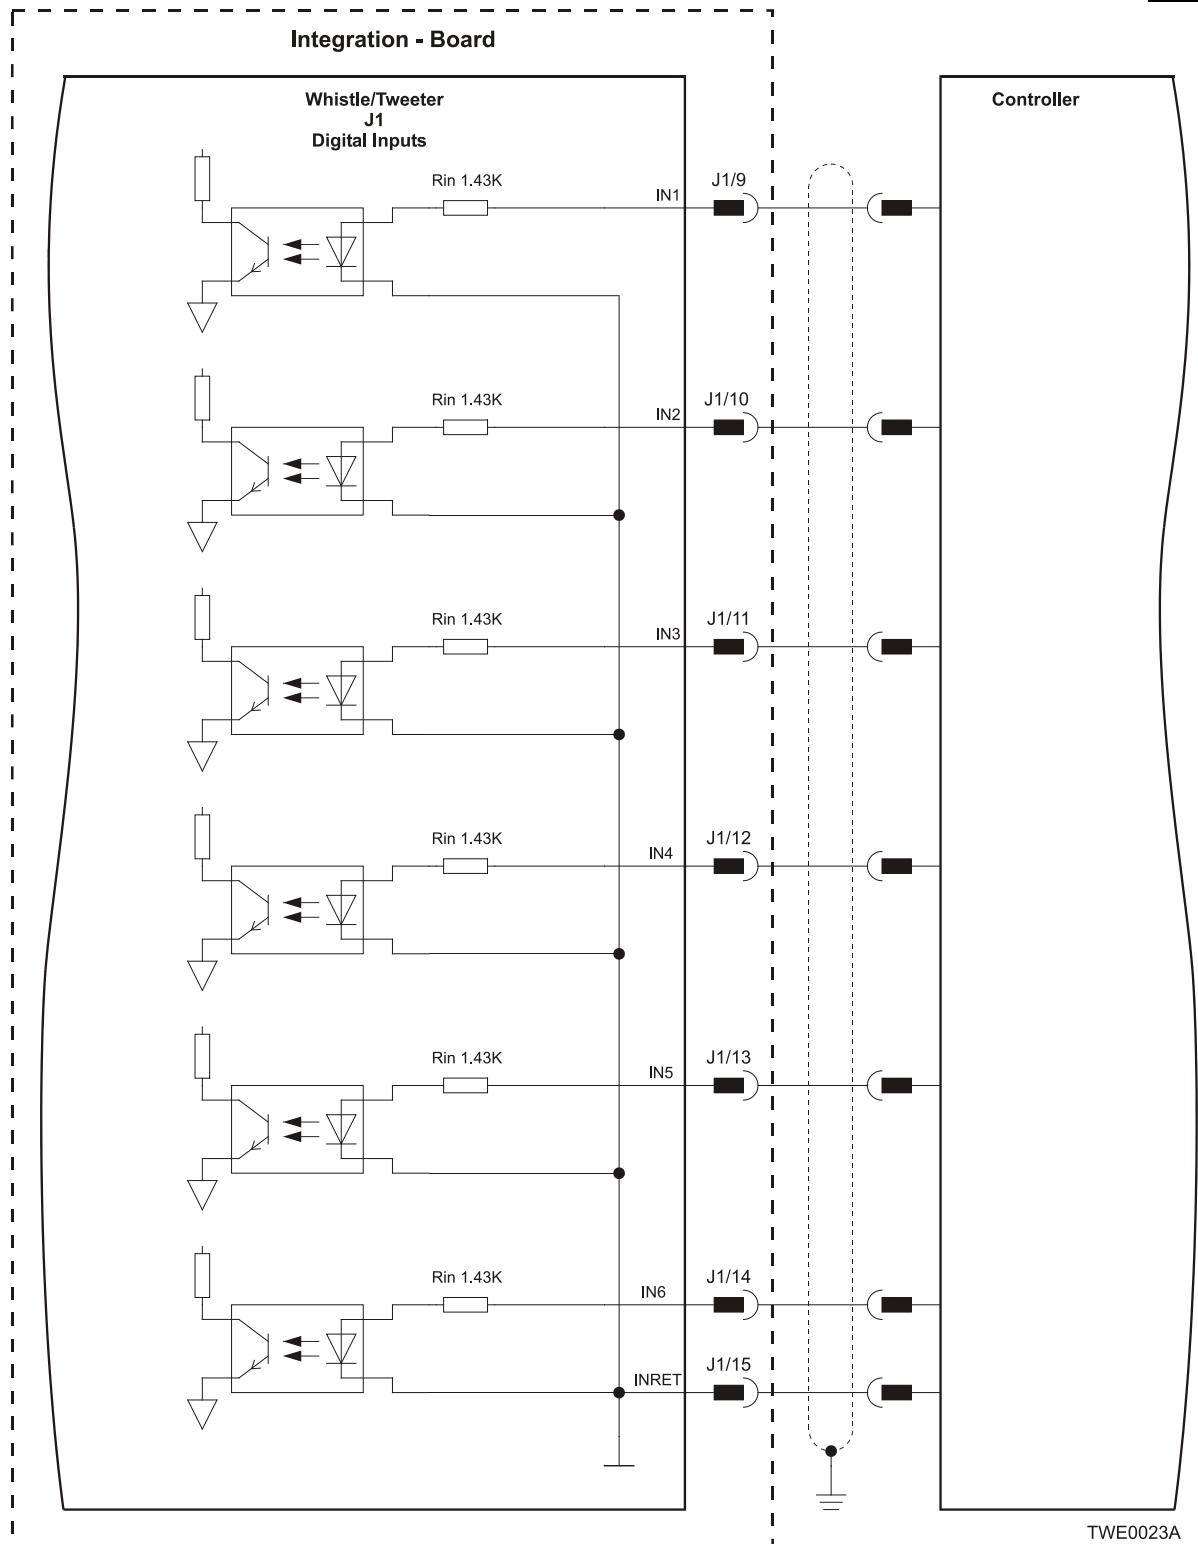 Integration - Board
Whistle/Tweeter
J1
Digital Inputs
Controller
Rin 1.43K
IN1
J1/9
Rin 1.43K
IN2
J1/10
Rin 1.43K
IN3
J1/11
Rin 1.43K
IN4
J1/12
Rin 1.43K
IN5
J1/13
Rin 1.43K
IN6
J1/14
INRET
J1/15
TWE0023A